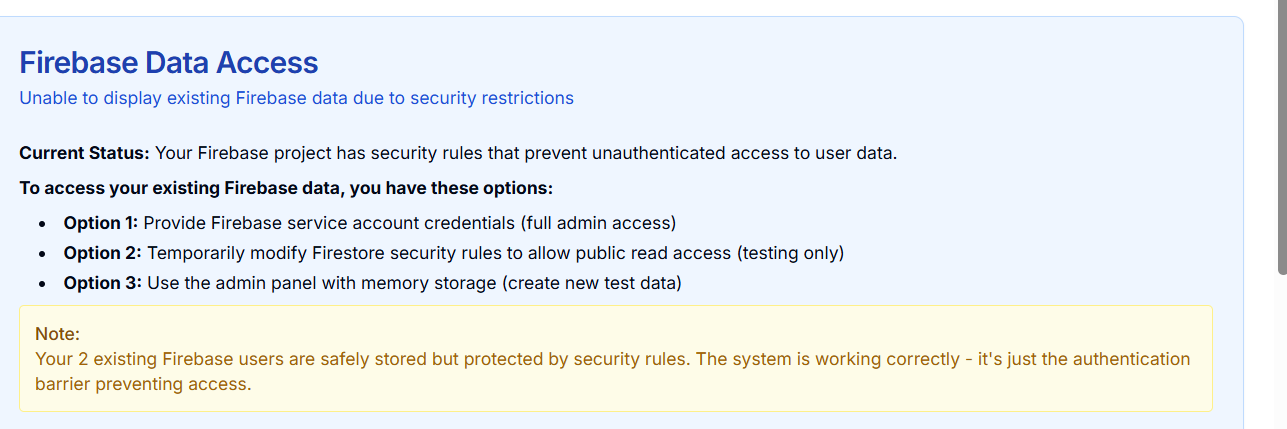 Firebase Data Access
Unable to display existing Firebase data due to security restrictions
Current Status: Your Firebase project has security rules that prevent unauthenticated access to user data.
To access your existing Firebase data, you have these options:
• Option 1: Provide Firebase service account credentials (full admin access)
• Option 2: Temporarily modify Firestore security rules to allow public read access (testing only)
• Option 3: Use the admin panel with memory storage (create new test data)
Note:
Your 2 existing Firebase users are safely stored but protected by security rules. The system is working correctly - it's just the authentication
barrier preventing access.